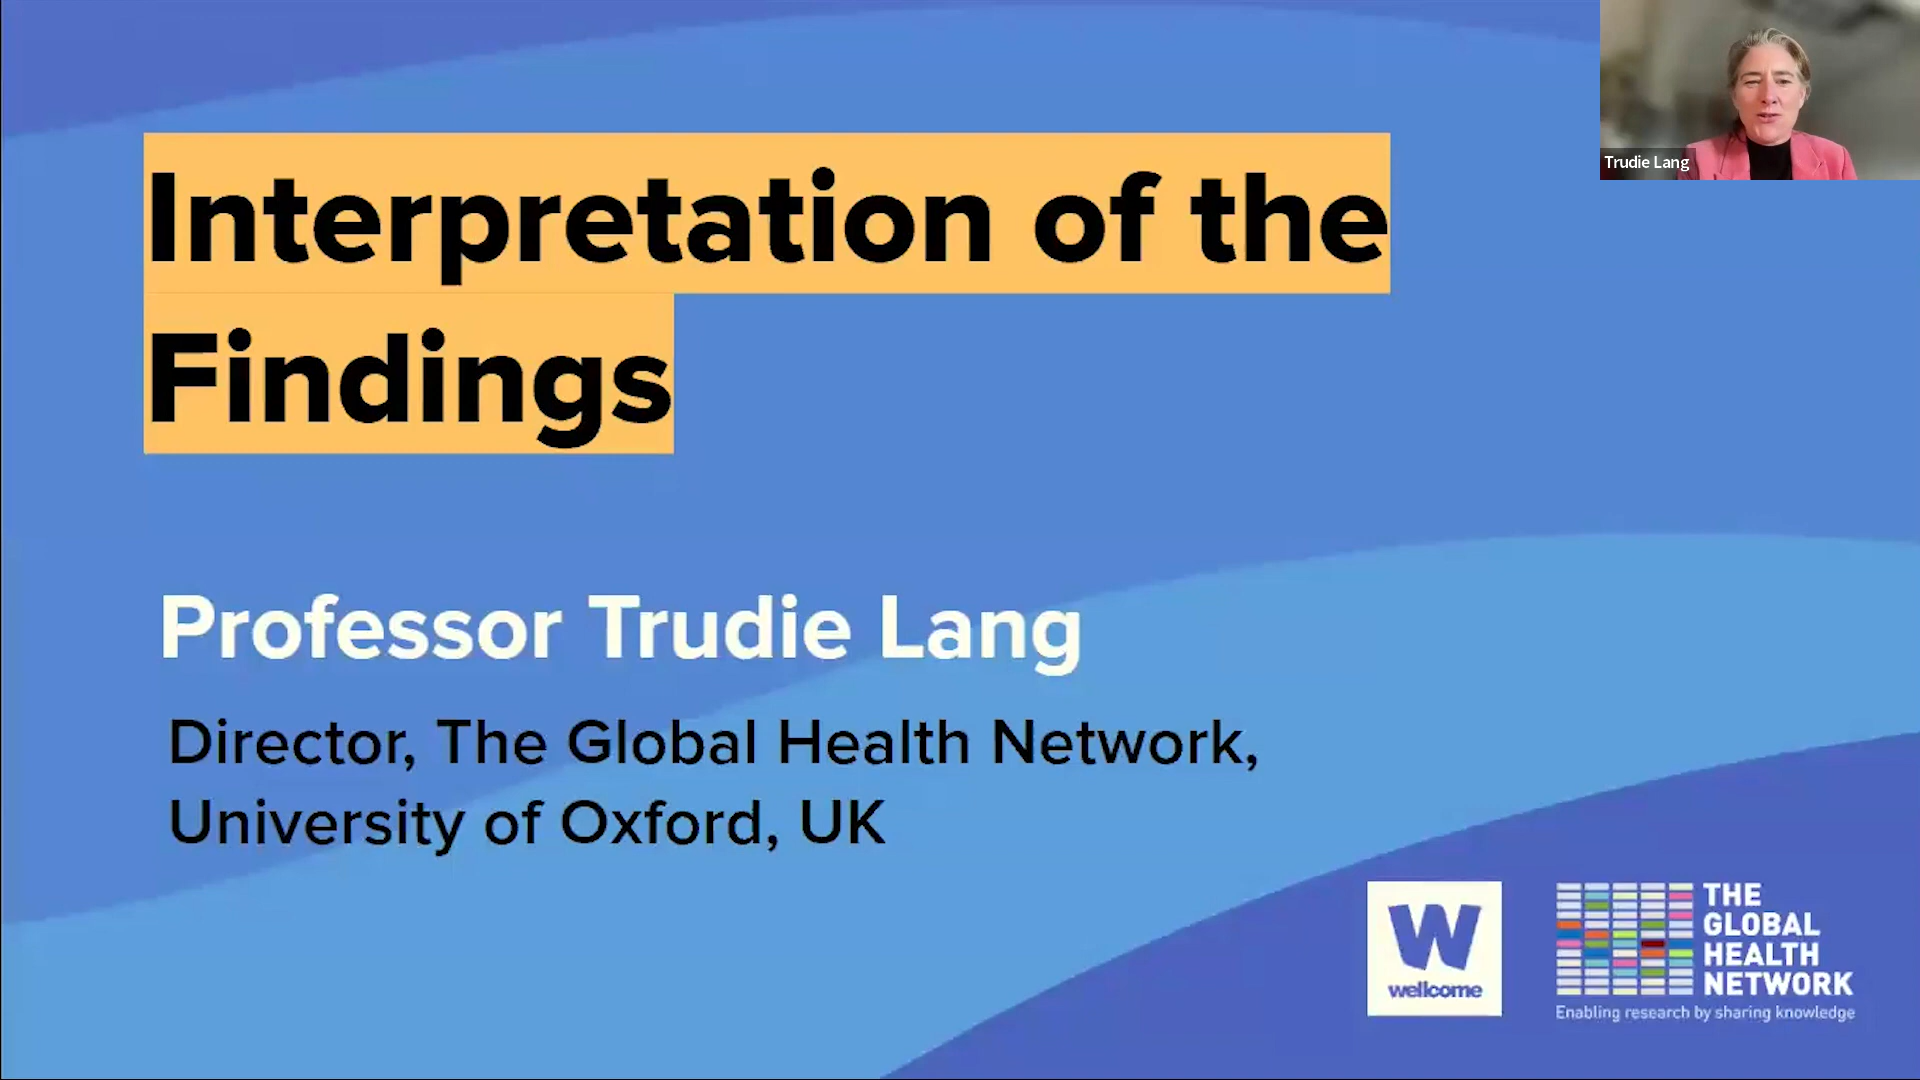 Interpretation of the
Findings
Trudie Lang
Professor Trudie Lang
Director, The Global Health Network,
University of Oxford, UK
W
wellcome
THE
GLOBAL
HEALTH
NETWORK
Enabling research by sharing knowledge